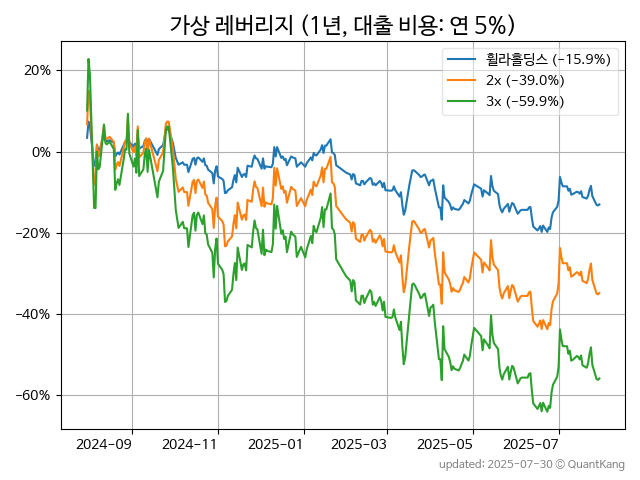 가상 레버리지 (1년, 대출 비용: 연 5%)
휠라홀딩스 (-15.9%)
2x (-39.0%)
3x (-59.9%)
20%
0%
−20%
−40%
−60%
2024-09 2024-11 2025-01 2025-03 2025-05 2025-07
updated: 2025-07-30 © QuantKang